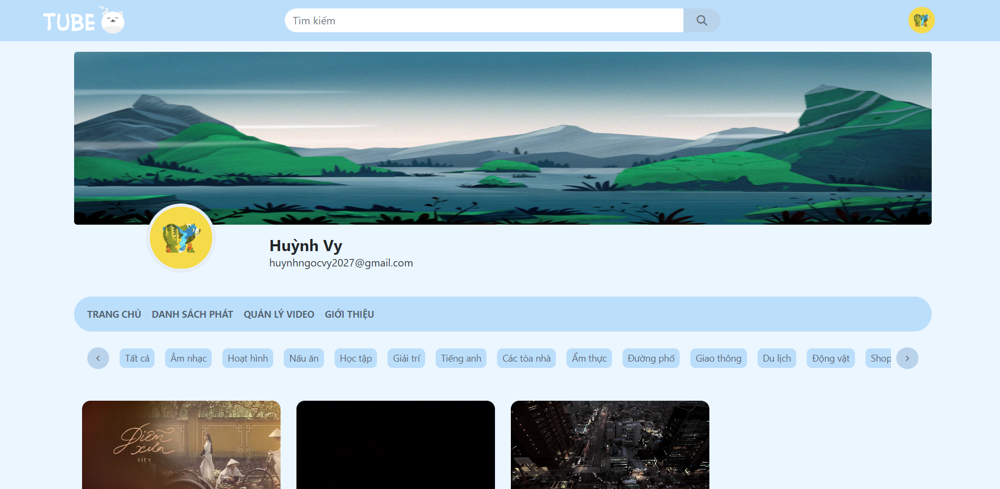 TUBE
Tìm kiếm
Huỳnh Vy
huynhngocvy2027@gmail.com
TRANG CHỦ DANH SÁCH PHÁT QUẢN LÝ VIDEO GIỚI THIỆU
Tất cả Âm nhạc Hoạt hình Nấu ăn Học tập Giải trí Tiếng anh Các tòa nhà Ẩm thực Đường phố Giao thông Du lịch Động vật Shop
Diễm
xưa
KIEN